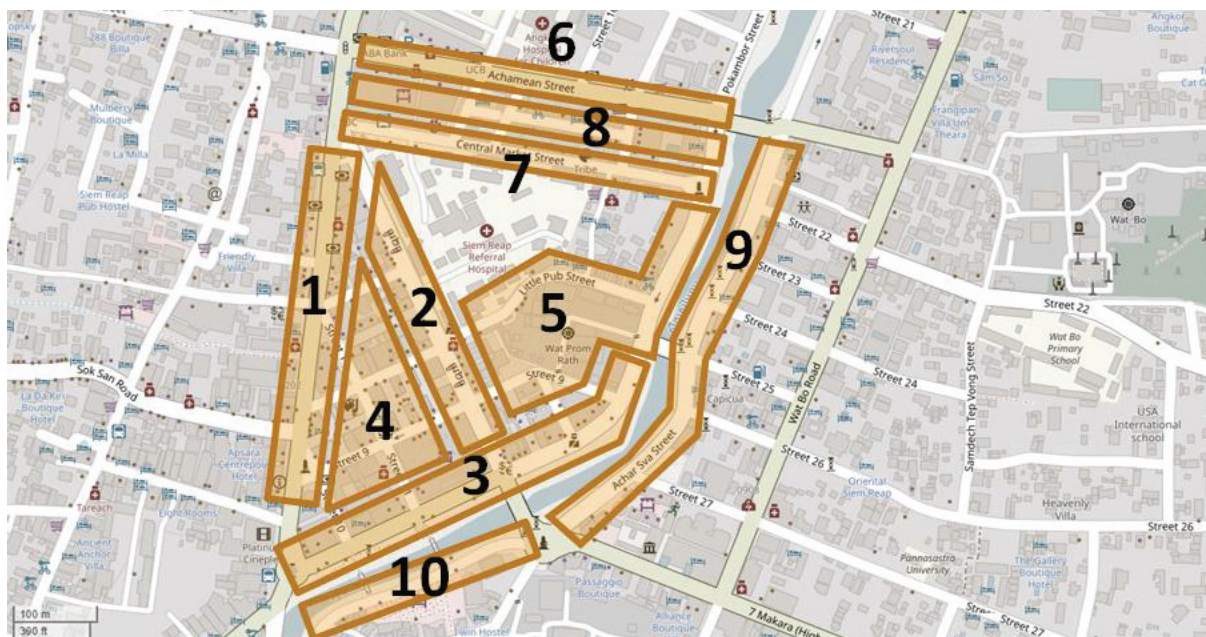 288 Boutique
Billa
ABA Bank
UCB
Achamean Street
6
Pokambor Street
Street 21
Riversoul
Residence
Sam So
Angkor
Boutique
Mulberry
Boutique
La Milla
Siem Reap
Pub Hostel
8
Frangipani
Villa Um
Theara
Central Market Street
Tribe
7
Siem Reap
Referral
Hospital
Wat Bo
Street 22
Street 22
9
Street 23
Friendly
Villa
1
2
Little Pub Street
5
Wat Prom
Rath
Street 9
Street 24
Street 24
Wat Bo
Primary
School
Sok San Road
La Da Kiri
Boutique
Hotel
Street 25
Capicua
Wat Bo Road
Samdech Tep Vong Street
USA
International
school
4
Street 9
Apsara
Centrepole
Hotel
3
Achar Sva Street
Street 26
Oriental
Siem Reap
Tareach
Eight Rooms
Street 27
Heavenly
Villa
Street 26
Ancient
Anchor
Villa
Platinum
Cineplex
10
Passaggio
Boutique
Pannasastra
University
The Gallery
Boutique
Hotel
Alliance
Boutique
7 Makara (High
Street 27
100 m
300 ft